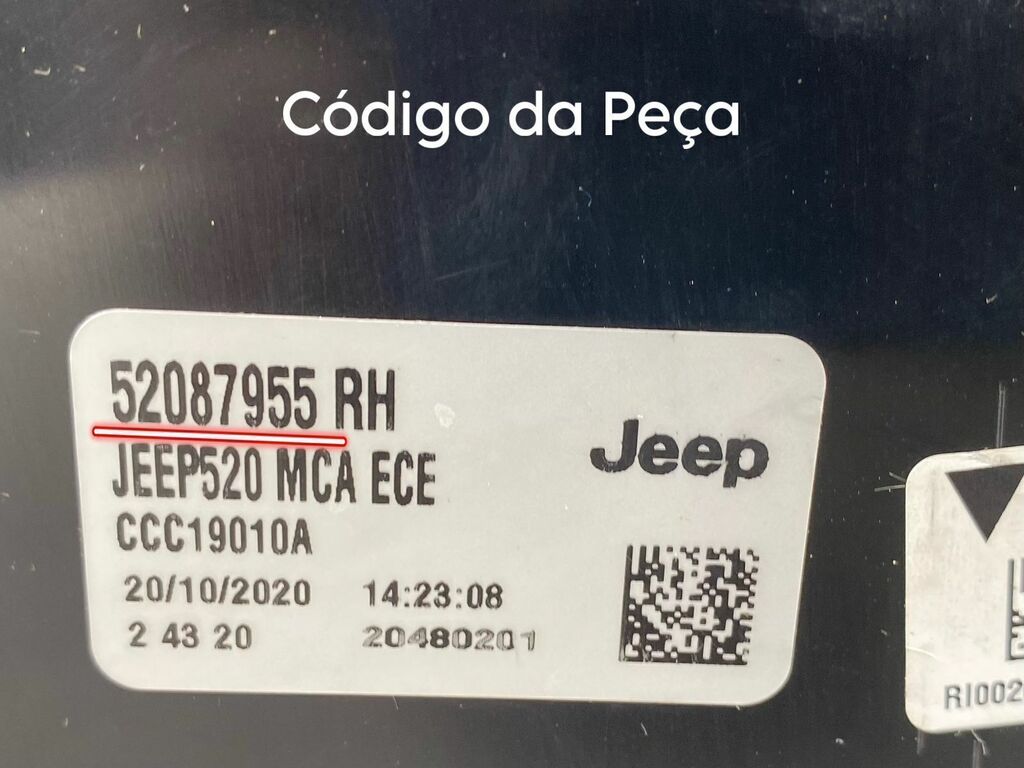 Código da Peça
52087955 RH
JEEP520 MCA ECE
Jeep
CCC19010A
20/10/2020 14:23:08
2 43 20 20480201
RI002